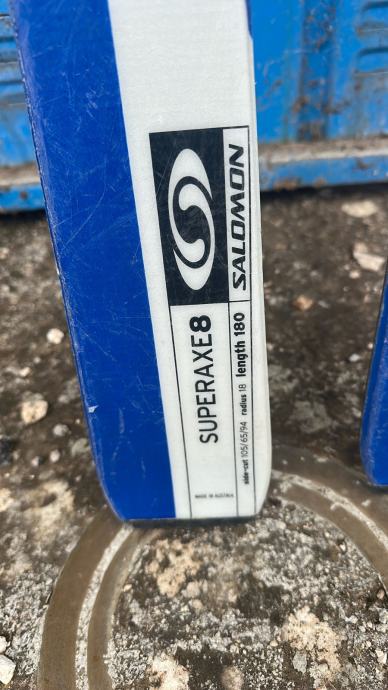 SALOMON
SUPERAXE8
side-cut 105/65/94 radius 18 length 180
MADE IN AUSTRIA